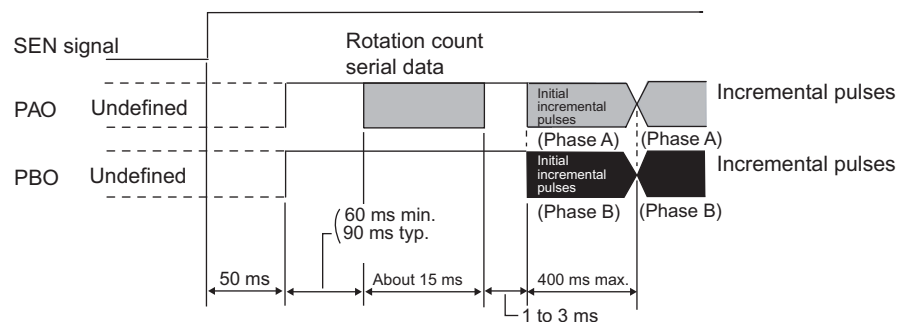 SEN signal
Rotation count
serial data
PAO
Undefined
Initial
incremental
pulses
Incremental pulses
(Phase A)
(Phase A)
PBO
Undefined
Initial
incremental
pulses
Incremental pulses
(Phase B)
(Phase B)
(60 ms min.
90 ms typ.
50 ms
About 15 ms
400 ms max.
1 to 3 ms